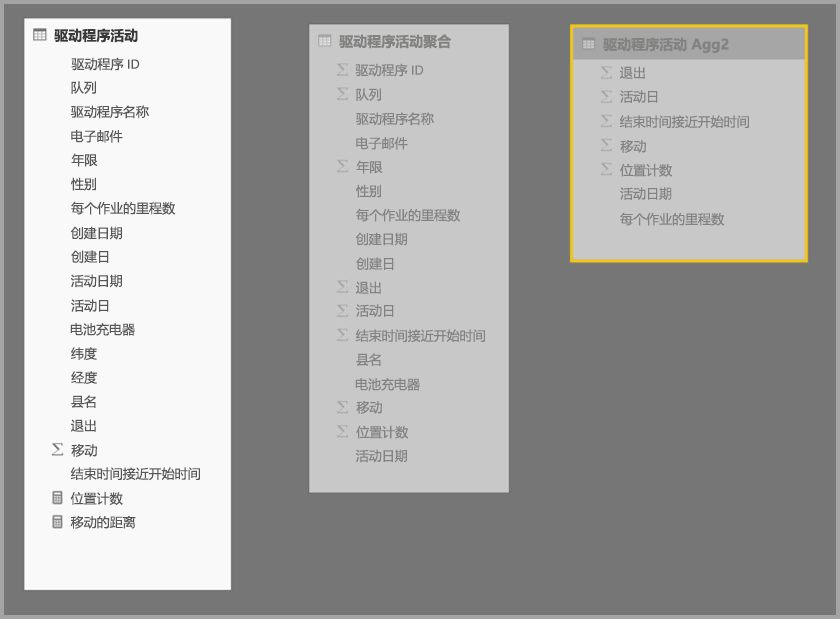 驱动程序活动
驱动程序 ID
队列
驱动程序名称
电子邮件
年限
性别
每个作业的里程数
创建日期
创建日
活动日期
活动日
电池充电器
纬度
经度
县名
退出
移动
结束时间接近开始时间
位置计数
移动的距离
驱动程序活动聚合
驱动程序 ID
队列
驱动程序名称
电子邮件
年限
性别
每个作业的里程数
创建日期
创建日
退出
活动日
结束时间接近开始时间
县名
电池充电器
移动
位置计数
活动日期
驱动程序活动 Agg2
退出
活动日
结束时间接近开始时间
移动
位置计数
活动日期
每个作业的里程数